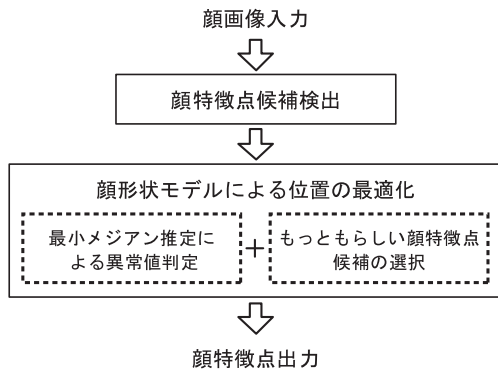 顔画像入力
顔特徴点候補検出
顔形状モデルによる位置の最適化
最小メジアン推定に
よる異常値判定
+
もっともらしい顔特徴点
候補の選択
顔特徴点出力